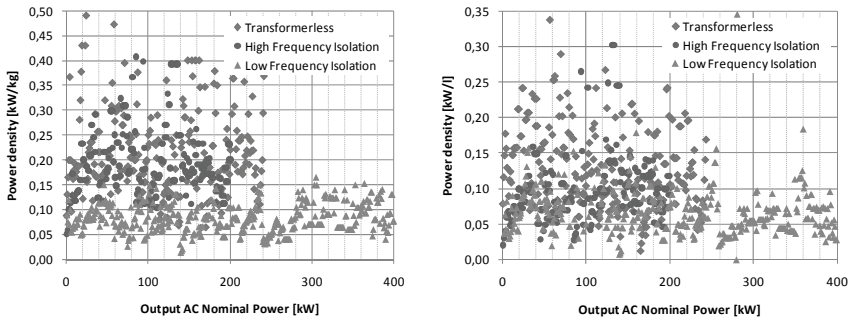 Power density [kW/kg]
0,50
0,45
0,40
0,35
0,30
0,25
0,20
0,15
0,10
0,05
0,00
Transformerless
High Frequency Isolation
Low Frequency Isolation
0 100 200 300 400
Output AC Nominal Power [kW]
Power density [kW/l]
0,35
0,30
0,25
0,20
0,15
0,10
0,05
0,00
Transformerless
High Frequency Isolation
Low Frequency Isolation
0 100 200 300 400
Output AC Nominal Power [kW]